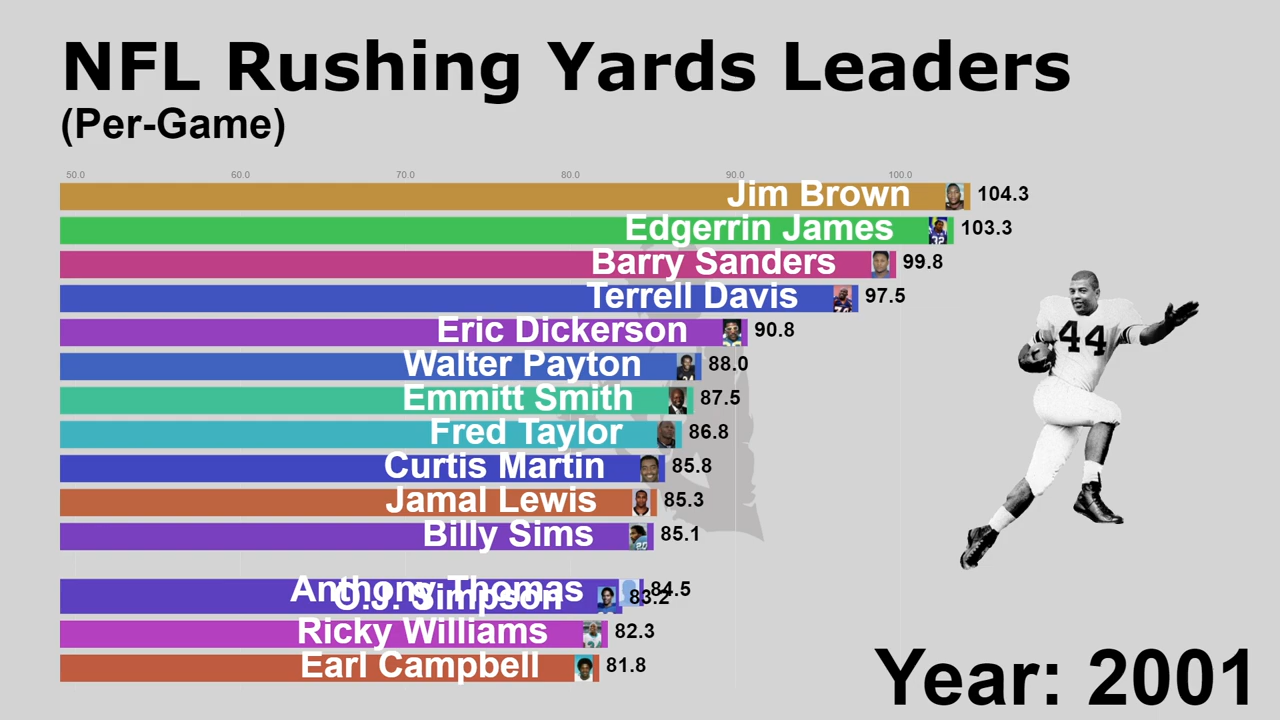 NFL Rushing Yards Leaders
(Per-Game)
50.0 60.0 70.0 80.0 90.0 100.0
Jim Brown 104.3
Edgerrin James 103.3
Barry Sanders 99.8
Terrell Davis 97.5
Eric Dickerson 90.8
Walter Payton 88.0
Emmitt Smith 87.5
Fred Taylor 86.8
Curtis Martin 85.8
Jamal Lewis 85.3
Billy Sims 85.1
Anthony Thomas 84.5
O.J. Simpson 83.2
Ricky Williams 82.3
Earl Campbell 81.8
44
Year: 2001